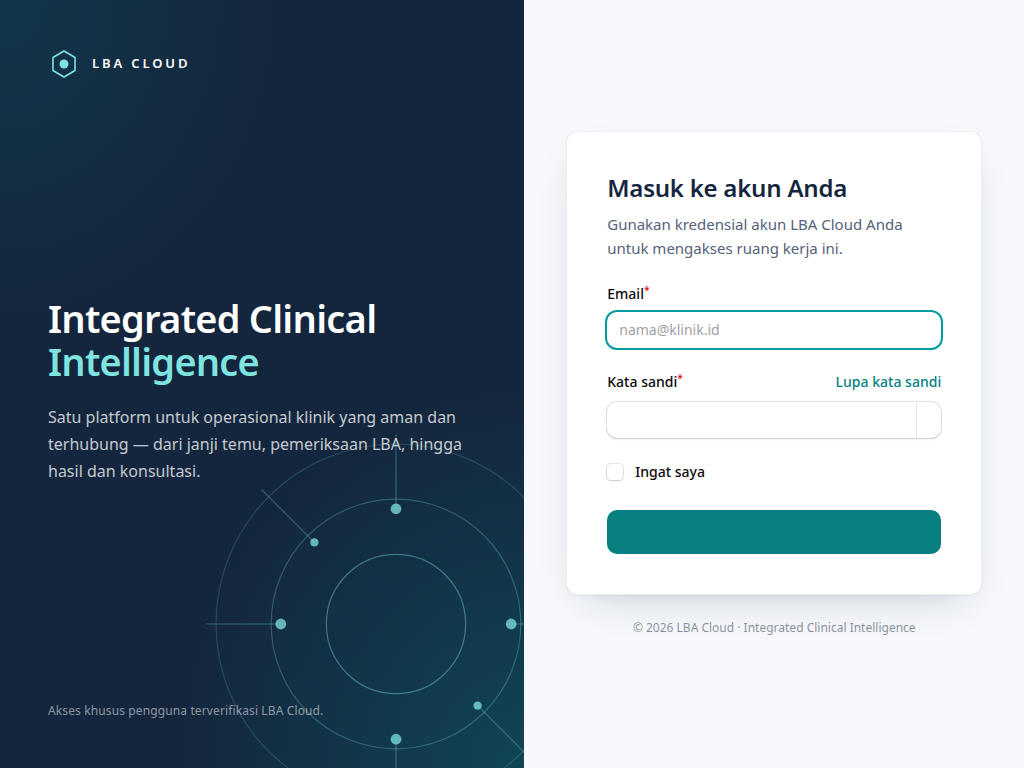 LBA CLOUD
Integrated Clinical
Intelligence
Satu platform untuk operasional klinik yang aman dan
terhubung — dari janji temu, pemeriksaan LBA, hingga
hasil dan konsultasi.
Akses khusus pengguna terverifikasi LBA Cloud.
Masuk ke akun Anda
Gunakan kredensial akun LBA Cloud Anda
untuk mengakses ruang kerja ini.
Email*
nama@klinik.id
Kata sandi* Lupa kata sandi
Ingat saya
© 2026 LBA Cloud · Integrated Clinical Intelligence